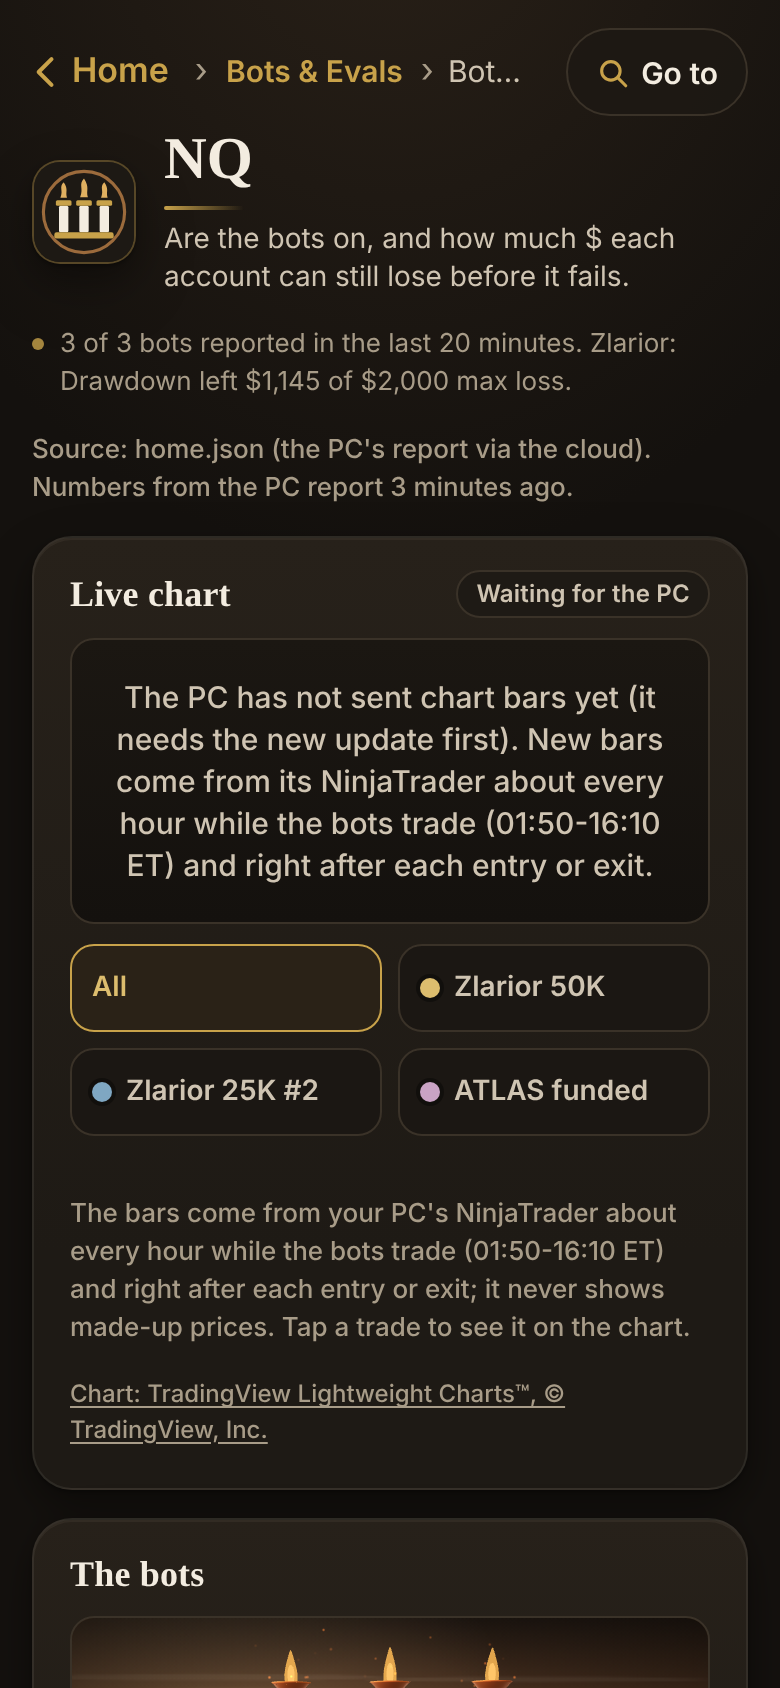 Home › Bots & Evals › Bot...
Go to
NQ
Are the bots on, and how much $ each
account can still lose before it fails.
3 of 3 bots reported in the last 20 minutes. Zlarior:
Drawdown left $1,145 of $2,000 max loss.
Source: home.json (the PC's report via the cloud).
Numbers from the PC report 3 minutes ago.
Live chart
Waiting for the PC
The PC has not sent chart bars yet (it
needs the new update first). New bars
come from its NinjaTrader about every
hour while the bots trade (01:50-16:10
ET) and right after each entry or exit.
All
Zlarior 50K
Zlarior 25K #2
ATLAS funded
The bars come from your PC's NinjaTrader about
every hour while the bots trade (01:50-16:10 ET)
and right after each entry or exit; it never shows
made-up prices. Tap a trade to see it on the chart.
Chart: TradingView Lightweight Charts™, ©
TradingView, Inc.
The bots